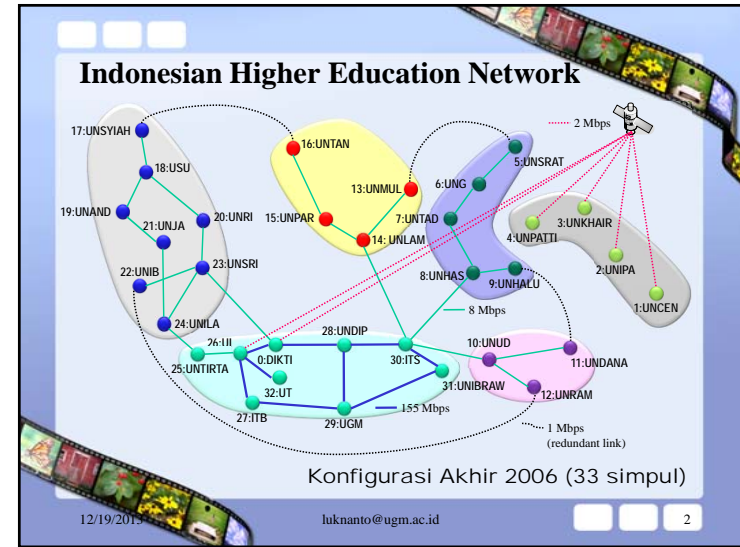 Indonesian Higher Education Network
17:UNSYIAH
16:UNTAN
2 Mbps
5:UNSRAT
18:USU
13:UNMUL
6:UNG
19:UNAND
20:UNRI
15:UNPAR
7:UNTAD
3:UNKHAIR
21:UNJA
14: UNLAM
4:UNPATTI
22:UNIB
23:UNSRI
8:UNHAS
9:UNHALU
2:UNIPA
1:UNCEN
8 Mbps
24:UNILA
28:UNDIP
26:UI
0:DIKTI
30:ITS
10:UNUD
11:UNDANA
25:UNTIRTA
32:UT
31:UNIBRAW
12:UNRAM
27:ITB
29:UGM
155 Mbps
1 Mbps
(redundant link)
Konfigurasi Akhir 2006 (33 simpul)
luknanto@ugm.ac.id
2